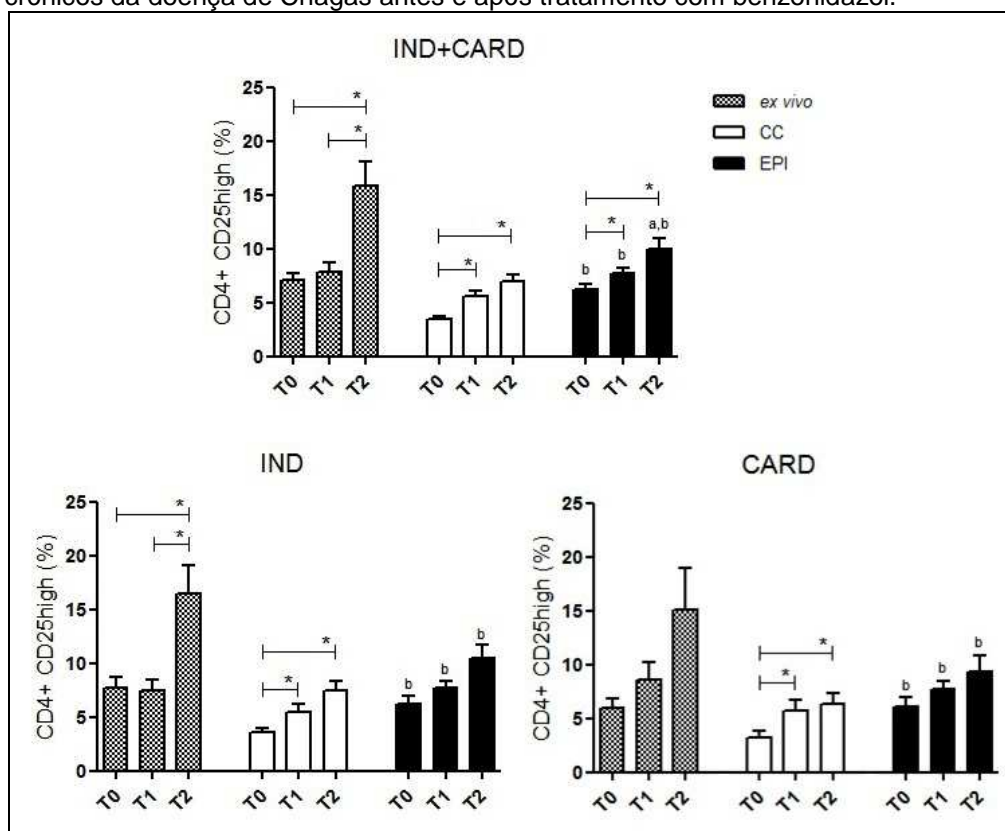 crônicos da doença de Chagas antes e após tratamento com benzonidazol.
IND+CARD
CD4+ CD25high (%)
25
20
15
10
5
0
* * * * * *
b b a,b
T0 T1 T2 T0 T1 T2 T0 T1 T2
ex vivo
CC
EPI
IND
CD4+ CD25high (%)
25
20
15
10
5
0
* * * *
b b b
T0 T1 T2 T0 T1 T2 T0 T1 T2
CARD
CD4+ CD25high (%)
25
20
15
10
5
0
* *
b b b
T0 T1 T2 T0 T1 T2 T0 T1 T2